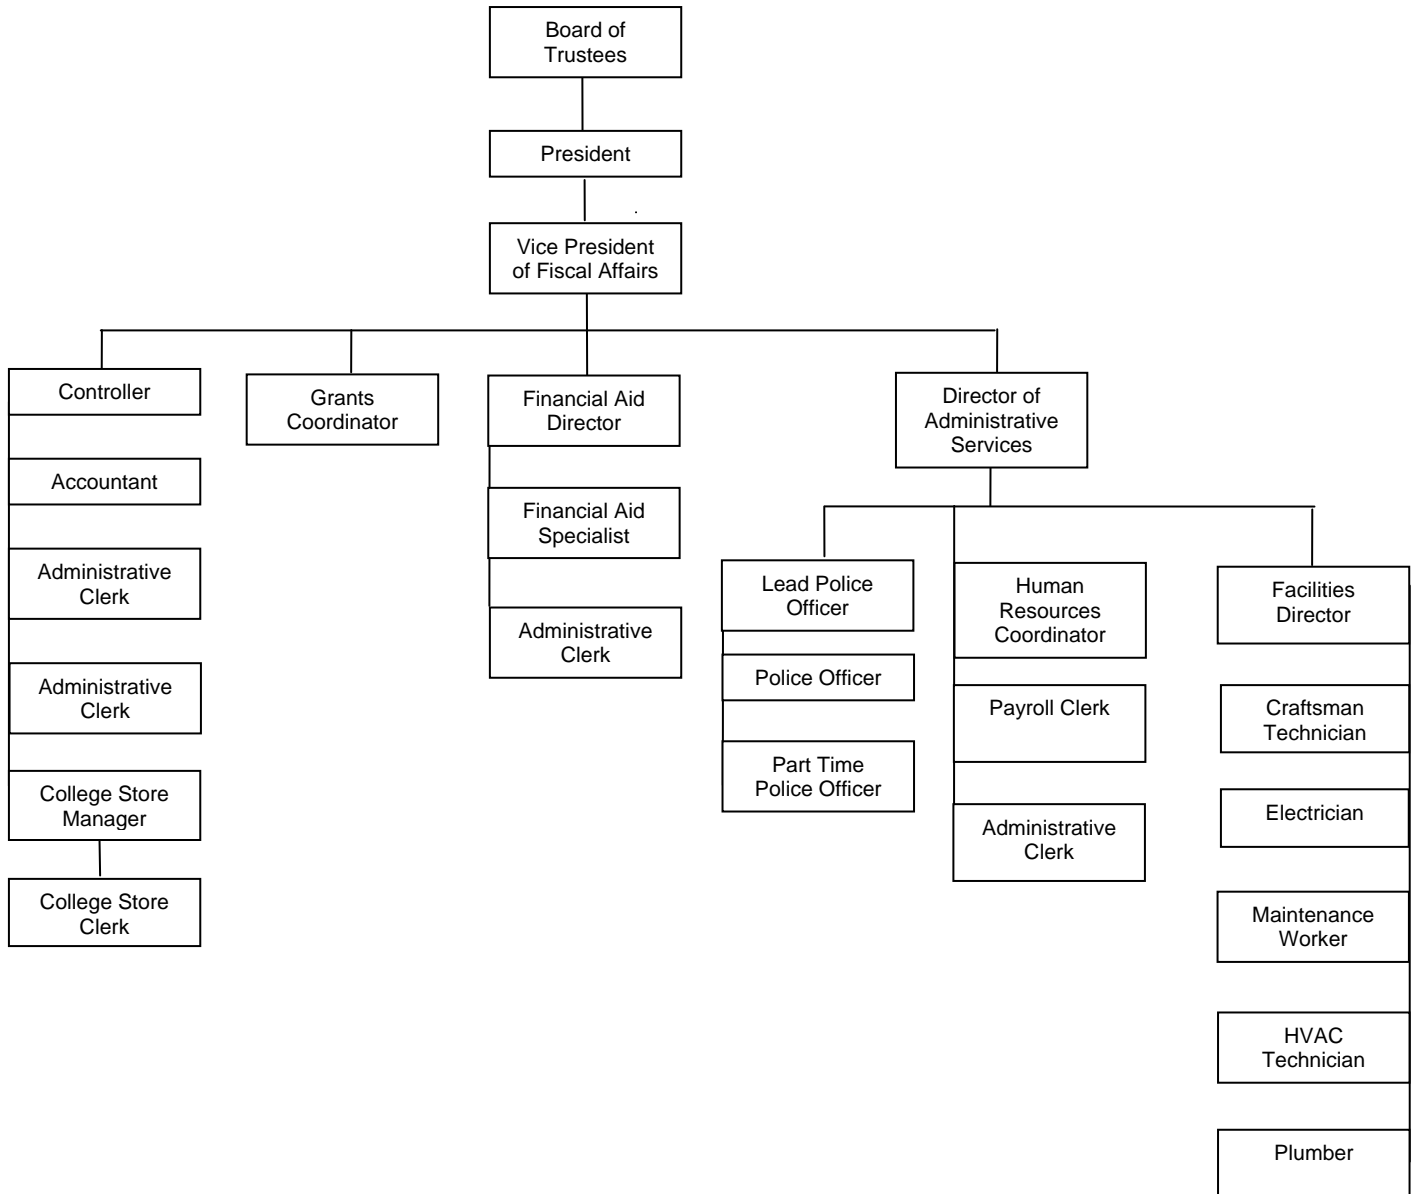 Board of
Trustees
President
.
Vice President
of Fiscal Affairs
Controller
Grants
Coordinator
Financial Aid
Director
Director of
Administrative
Services
Accountant
Administrative
Clerk
Administrative
Clerk
College Store
Manager
College Store
Clerk
Financial Aid
Specialist
Administrative
Clerk
Lead Police
Officer
Police Officer
Part Time
Police Officer
Human
Resources
Coordinator
Payroll Clerk
Administrative
Clerk
Facilities
Director
Craftsman
Technician
Electrician
Maintenance
Worker
HVAC
Technician
Plumber